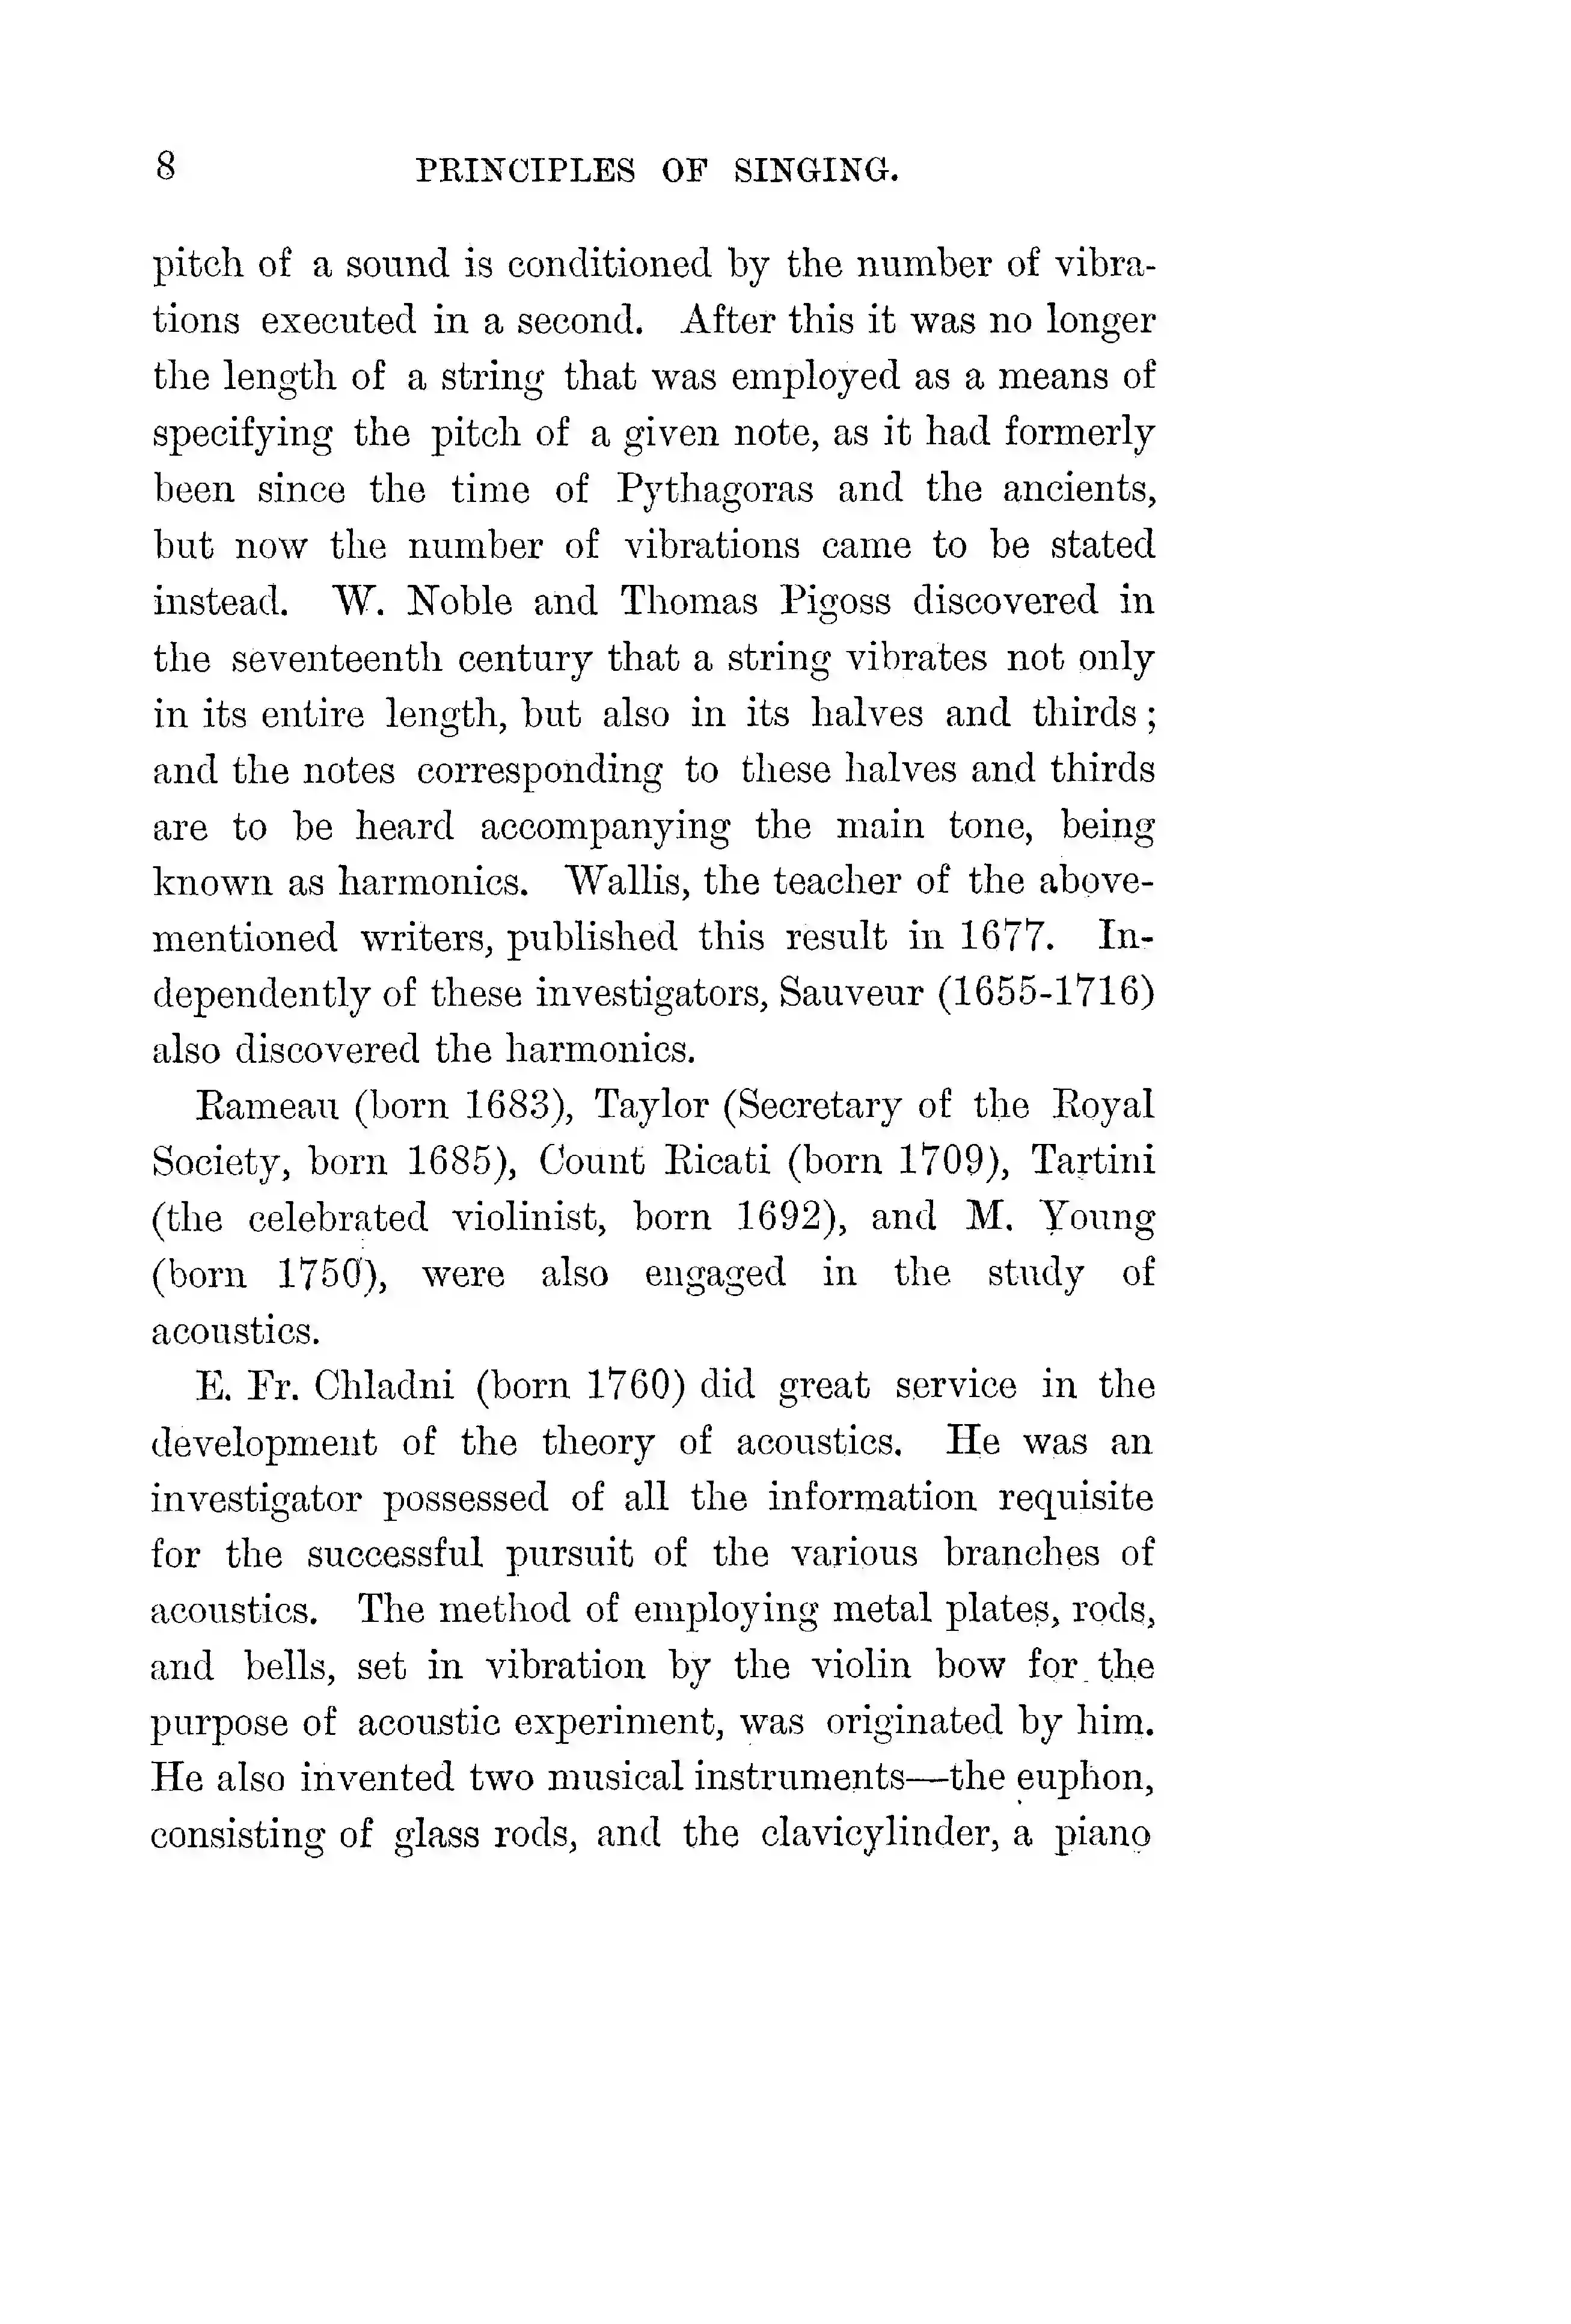 8 PRINCIPLES OF SINGING.
pitch of a sound is conditioned by the number of vibra-
tions executed in a second. After this it was no longer
the length of a string that was employed as a means of
specifying the pitch of a given note, as it had formerly
been since the time of Pythagoras and the ancients,
but now the number of vibrations came to be stated
instead. W. Noble and Thomas Pigoss discovered in
the seventeenth century that a string vibrates not only
in its entire length, but also in its halves and thirds;
and the notes corresponding to these halves and thirds
are to be heard accompanying the main tone, being
known as harmonics. Wallis, the teacher of the above-
mentioned writers, published this result in 1677. In-
dependently of these investigators, Sauveur (1655-1716)
also discovered the harmonics.
Rameau (born 1683), Taylor (Secretary of the Royal
Society, born 1685), Count Ricati (born 1709), Tartini
(the celebrated violinist, born 1692), and M. Young
(born 1750), were also engaged in the study of
acoustics.
E. Fr. Chladni (born 1760) did great service in the
development of the theory of acoustics. He was an
investigator possessed of all the information requisite
for the successful pursuit of the various branches of
acoustics. The method of employing metal plates, rods,
and bells, set in vibration by the violin bow for the
purpose of acoustic experiment, was originated by him.
He also invented two musical instruments—the euphon,
consisting of glass rods, and the clavicylinder, a piano